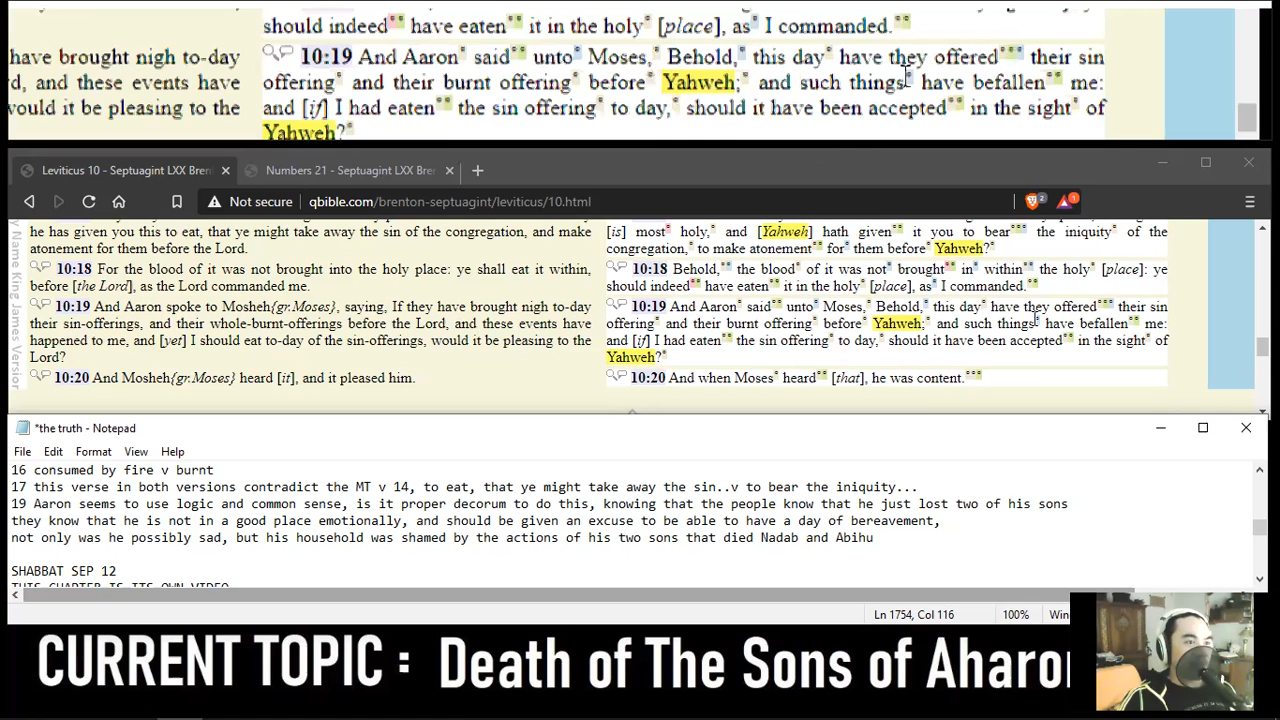 should indeed have eaten it in the holy [place], as I commanded.
have brought nigh to-day
10:19 And Aaron said unto Moses, Behold, this day have they offered their sin
d, and these events have
offering and their burnt offering before Yahweh; and such things have befallen me:
would it be pleasing to the
and [if] I had eaten the sin offering to day, should it have been accepted in the sight of
Yahweh?
Leviticus 10 - Septuagint LXX Bren
Numbers 21 - Septuagint LXX Bren
Not secure
qbible.com/brenton-septuagint/leviticus/10.html
2
1
y Name King James Version
he has given you this to eat, that ye might take away the sin of the congregation, and make
atonement for them before the Lord.
10:18 For the blood of it was not brought into the holy place: ye shall eat it within,
before [the Lord], as the Lord commanded me.
10:19 And Aaron spoke to Mosheh{gr.Moses}, saying, If they have brought nigh to-day
their sin-offerings, and their whole-burnt-offerings before the Lord, and these events have
happened to me, and [yet] I should eat to-day of the sin-offerings, would it be pleasing to the
Lord?
10:20 And Mosheh{gr.Moses} heard [it], and it pleased him.
[is] most holy, and [Yahweh] hath given it you to bear the iniquity of the
congregation, to make atonement for them before Yahweh?
10:18 Behold, the blood of it was not brought in within the holy [place]: ye
should indeed have eaten it in the holy [place], as I commanded.
10:19 And Aaron said unto Moses, Behold, this day have they offered their sin
offering and their burnt offering before Yahweh; and such things have befallen me:
and [if] I had eaten the sin offering to day, should it have been accepted in the sight of
Yahweh?
10:20 And when Moses heard [that], he was content.
*the truth - Notepad
File Edit Format View Help
16 consumed by fire v burnt
17 this verse in both versions contradict the MT v 14, to eat, that ye might take away the sin..v to bear the iniquity...
19 Aaron seems to use logic and common sense, is it proper decorum to do this, knowing that the people know that he just lost two of his sons
they know that he is not in a good place emotionally, and should be given an excuse to be able to have a day of bereavement,
not only was he possibly sad, but his household was shamed by the actions of his two sons that died Nadab and Abihu
SHABBAT SEP 12
THIS CHAPTER IS ITS OWN VIDEO
Ln 1754, Col 116
100%
Win
CURRENT TOPIC : Death of The Sons of Aharon